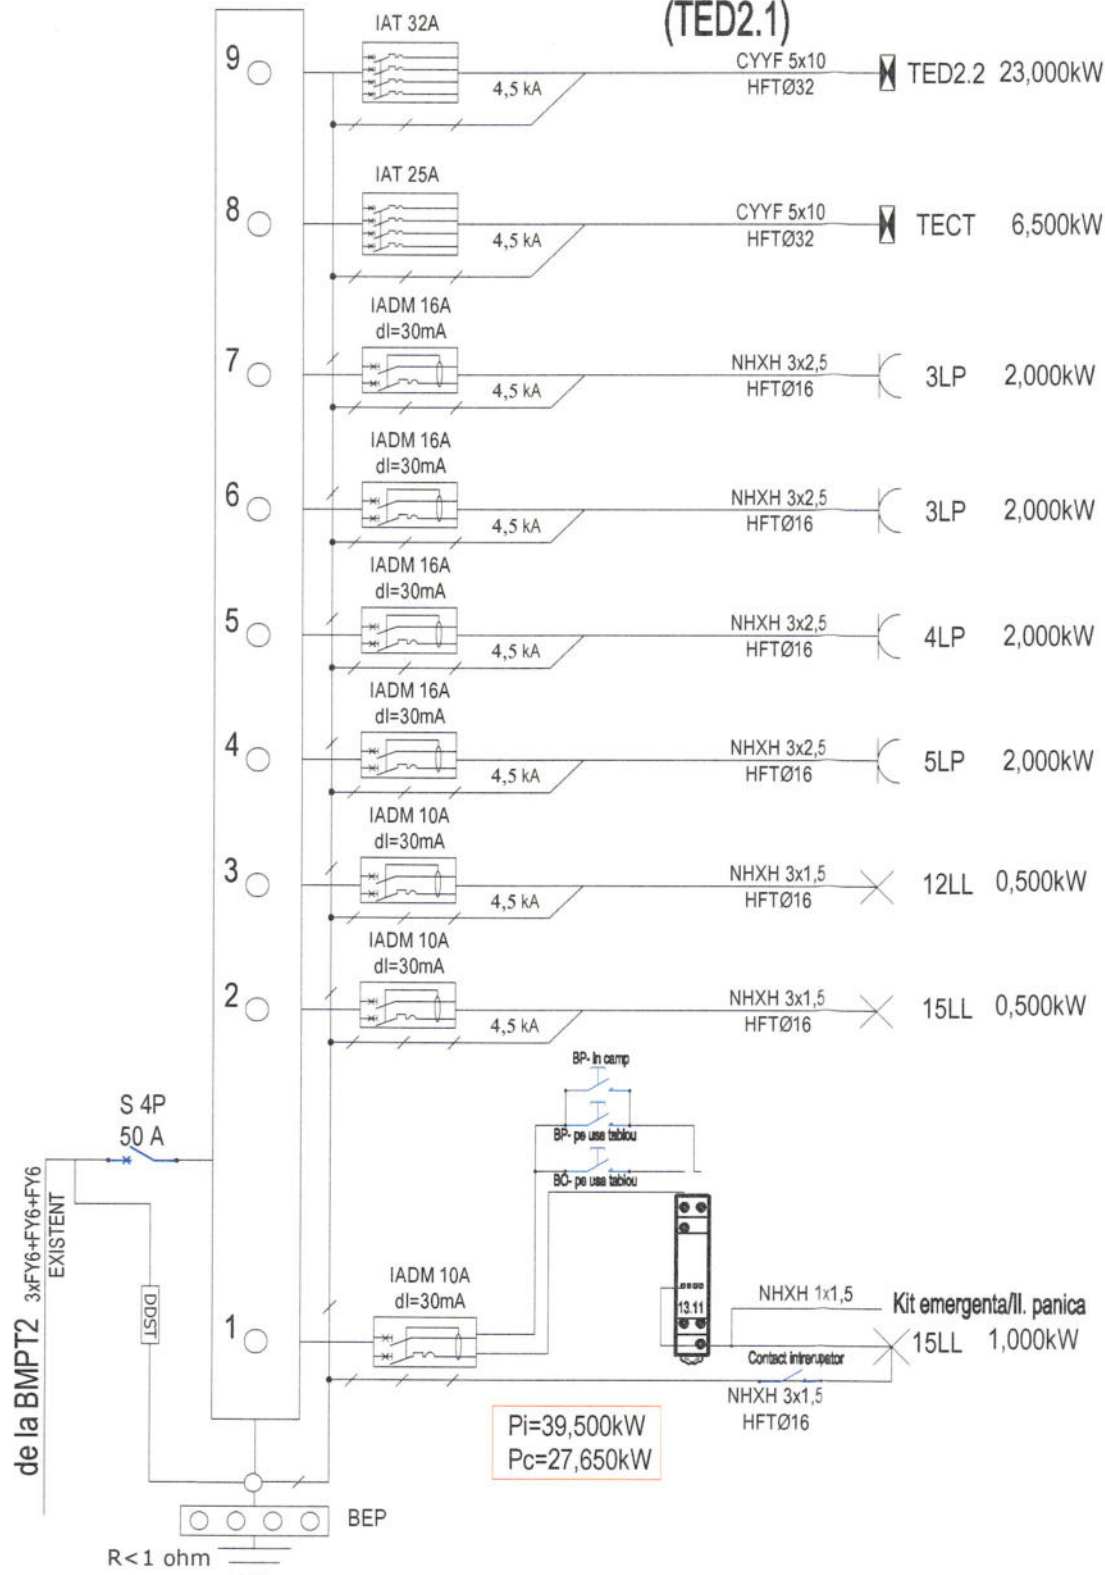 (TED2.1)
IAT 32A
9
4,5 kA
CYYF 5x10
HFTØ32
TED2.2 23,000kW
IAT 25A
8
4,5 kA
CYYF 5x10
HFTØ32
TECT 6,500kW
IADM 16A
dI=30mA
7
4,5 kA
NHXH 3x2,5
HFTØ16
3LP 2,000kW
IADM 16A
dI=30mA
6
4,5 kA
NHXH 3x2,5
HFTØ16
3LP 2,000kW
IADM 16A
dI=30mA
5
4,5 kA
NHXH 3x2,5
HFTØ16
4LP 2,000kW
IADM 16A
dI=30mA
4
4,5 kA
NHXH 3x2,5
HFTØ16
5LP 2,000kW
IADM 10A
dI=30mA
3
4,5 kA
NHXH 3x1,5
HFTØ16
12LL 0,500kW
IADM 10A
dI=30mA
2
4,5 kA
NHXH 3x1,5
HFTØ16
15LL 0,500kW
BP- in camp
BP- pe usa tablou
BO- pe usa tablou
S 4P
50 A
de la BMPT2 3xFY6+FY6+FY6
EXISTENT
DDST
IADM 10A
dI=30mA
1
13.11
NHXH 1x1,5
Kit emergenta/Il. panica
15LL 1,000kW
Contact intrerupator
NHXH 3x1,5
HFTØ16
Pi=39,500kW
Pc=27,650kW
BEP
R<1 ohm